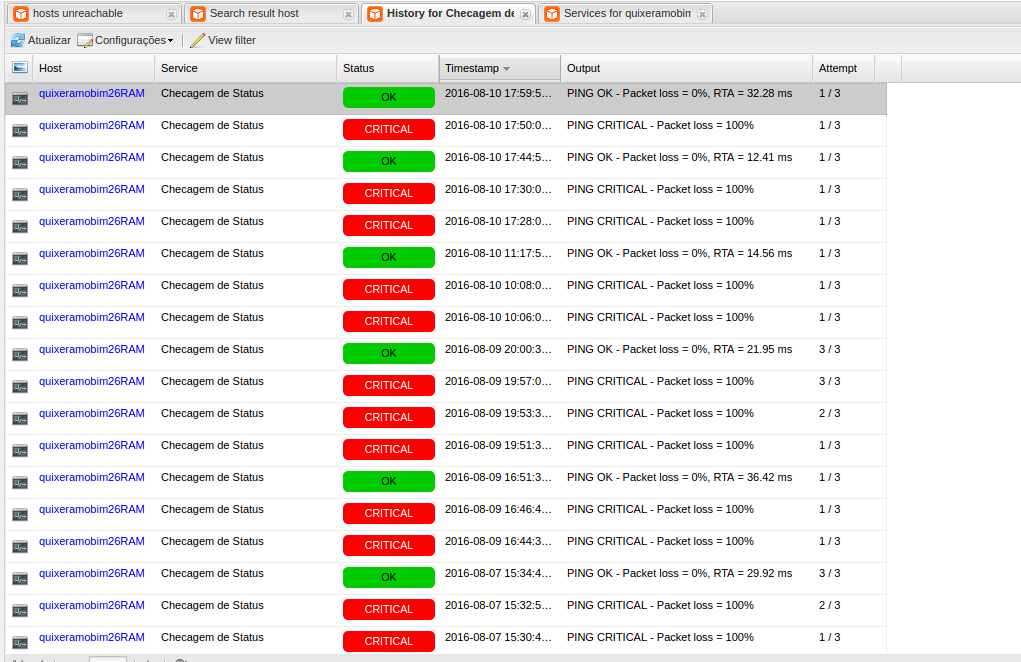 hosts unreachable
Search result host
History for Checagem de
Services for quixeramobim
Atualizar Configurações View filter
Host Service Status Timestamp Output Attempt
quixeramobim26RAM Checagem de Status OK 2016-08-10 17:59:5... PING OK - Packet loss = 0%, RTA = 32.28 ms 1 / 3
quixeramobim26RAM Checagem de Status CRITICAL 2016-08-10 17:50:0... PING CRITICAL - Packet loss = 100% 1 / 3
quixeramobim26RAM Checagem de Status OK 2016-08-10 17:44:5... PING OK - Packet loss = 0%, RTA = 12.41 ms 1 / 3
quixeramobim26RAM Checagem de Status CRITICAL 2016-08-10 17:30:0... PING CRITICAL - Packet loss = 100% 1 / 3
quixeramobim26RAM Checagem de Status CRITICAL 2016-08-10 17:28:0... PING CRITICAL - Packet loss = 100% 1 / 3
quixeramobim26RAM Checagem de Status OK 2016-08-10 11:17:5... PING OK - Packet loss = 0%, RTA = 14.56 ms 1 / 3
quixeramobim26RAM Checagem de Status CRITICAL 2016-08-10 10:08:0... PING CRITICAL - Packet loss = 100% 1 / 3
quixeramobim26RAM Checagem de Status CRITICAL 2016-08-10 10:06:0... PING CRITICAL - Packet loss = 100% 1 / 3
quixeramobim26RAM Checagem de Status OK 2016-08-09 20:00:3... PING OK - Packet loss = 0%, RTA = 21.95 ms 3 / 3
quixeramobim26RAM Checagem de Status CRITICAL 2016-08-09 19:57:0... PING CRITICAL - Packet loss = 100% 3 / 3
quixeramobim26RAM Checagem de Status CRITICAL 2016-08-09 19:53:3... PING CRITICAL - Packet loss = 100% 2 / 3
quixeramobim26RAM Checagem de Status CRITICAL 2016-08-09 19:51:3... PING CRITICAL - Packet loss = 100% 1 / 3
quixeramobim26RAM Checagem de Status OK 2016-08-09 16:51:3... PING OK - Packet loss = 0%, RTA = 36.42 ms 1 / 3
quixeramobim26RAM Checagem de Status CRITICAL 2016-08-09 16:46:4... PING CRITICAL - Packet loss = 100% 1 / 3
quixeramobim26RAM Checagem de Status CRITICAL 2016-08-09 16:44:3... PING CRITICAL - Packet loss = 100% 1 / 3
quixeramobim26RAM Checagem de Status OK 2016-08-07 15:34:4... PING OK - Packet loss = 0%, RTA = 29.92 ms 3 / 3
quixeramobim26RAM Checagem de Status CRITICAL 2016-08-07 15:32:5... PING CRITICAL - Packet loss = 100% 2 / 3
quixeramobim26RAM Checagem de Status CRITICAL 2016-08-07 15:30:4... PING CRITICAL - Packet loss = 100% 1 / 3